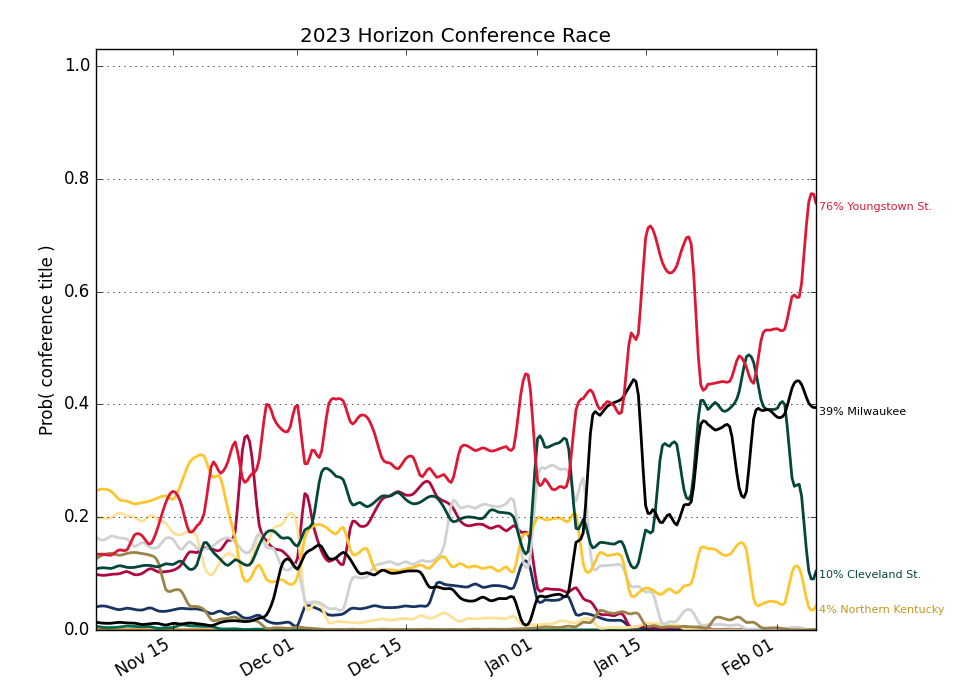 2023 Horizon Conference Race
Prob( conference title )
1.0
0.8
0.6
0.4
0.2
0.0
Nov 15
Dec 01
Dec 15
Jan 01
Jan 15
Feb 01
76% Youngstown St.
39% Milwaukee
10% Cleveland St.
4% Northern Kentucky